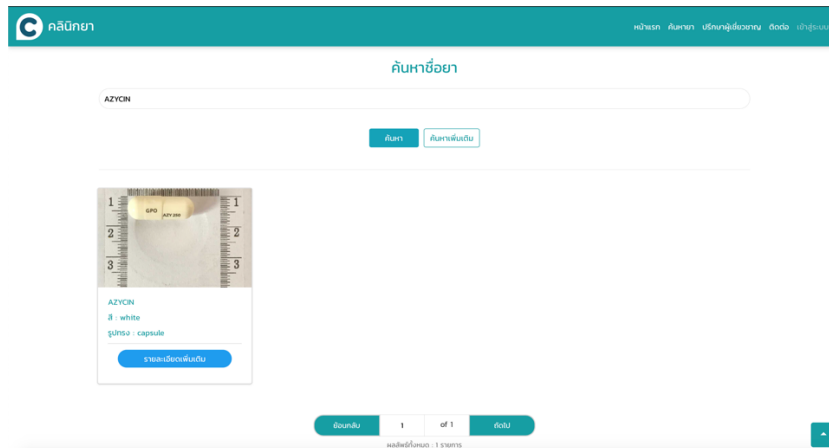 คลินิกยา
หน้าแรก ค้นหายา ปรึกษาผู้เชี่ยวชาญ ติดต่อ เข้าสู่ระบบ
ค้นหาชื่อยา
AZYCIN
ค้นหา ค้นหาเพิ่มเติม
1 1
GPO AZY 250
2 2
3 3
AZYCIN
สี : white
รูปทรง : capsule
รายละเอียดเพิ่มเติม
ย้อนกลับ 1 of 1 ถัดไป
ผลลัพธ์ทั้งหมด : 1 รายการ